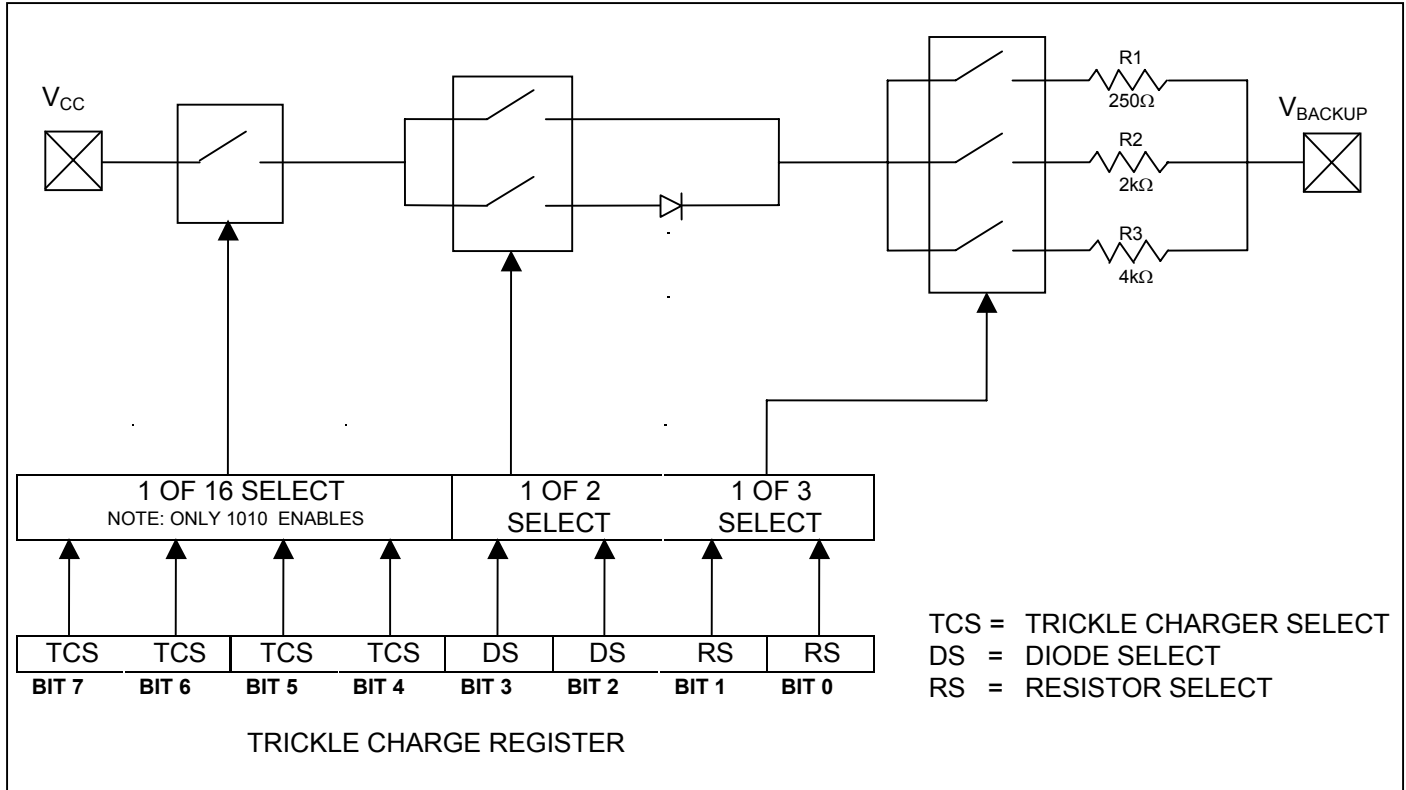 V_CC
R1
250Ω
V_BACKUP
R2
2kΩ
R3
4kΩ
1 OF 16 SELECT
NOTE: ONLY 1010 ENABLES
1 OF 2
SELECT
1 OF 3
SELECT
TCS TCS TCS TCS DS DS RS RS
BIT 7 BIT 6 BIT 5 BIT 4 BIT 3 BIT 2 BIT 1 BIT 0
TCS = TRICKLE CHARGER SELECT
DS = DIODE SELECT
RS = RESISTOR SELECT
TRICKLE CHARGE REGISTER